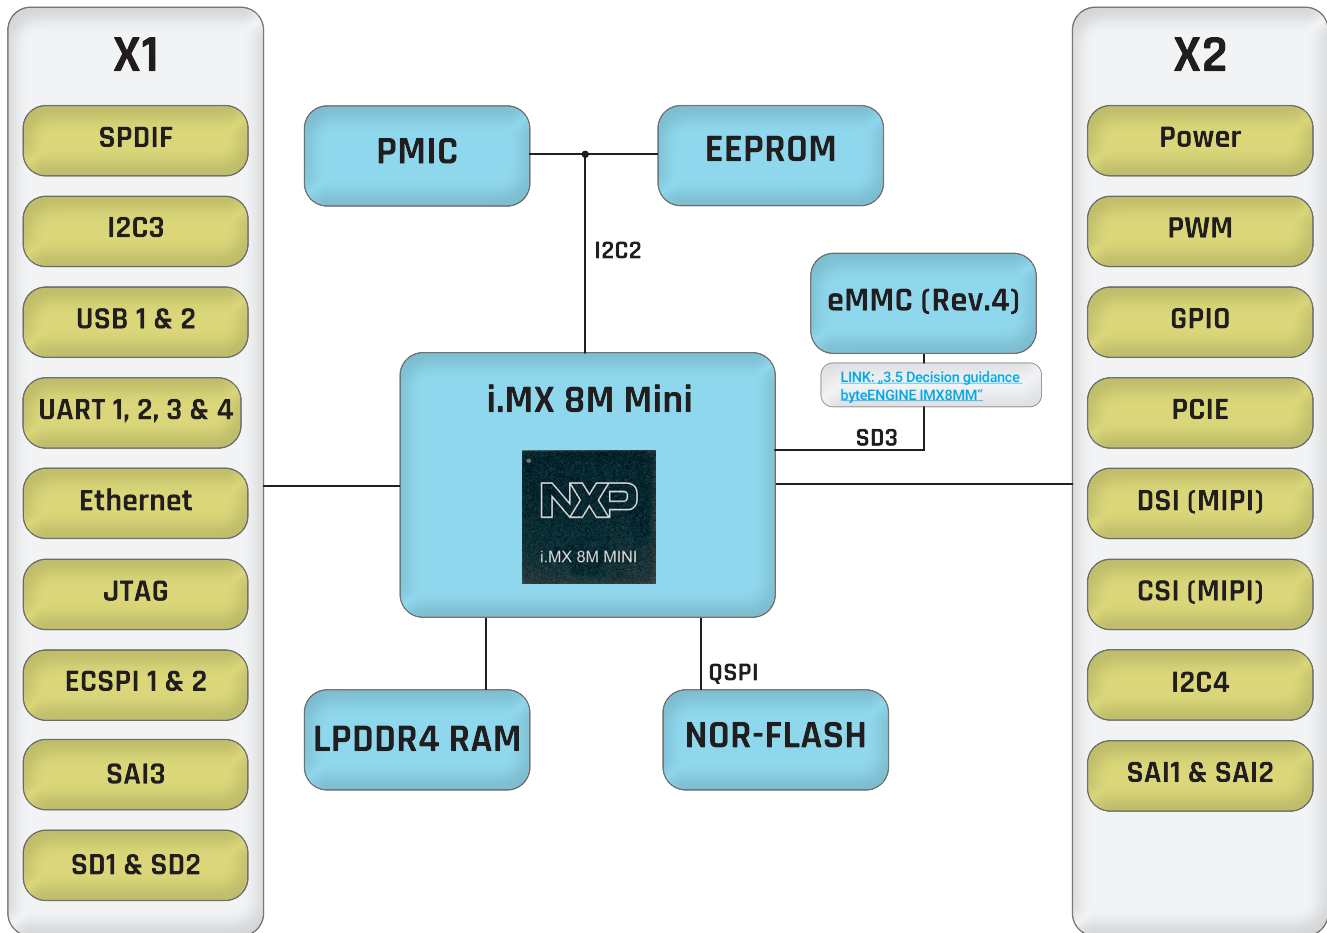 X1
SPDIF
I2C3
USB 1 & 2
UART 1, 2, 3 & 4
Ethernet
JTAG
ECSPI 1 & 2
SAI3
SD1 & SD2
PMIC
EEPROM
I2C2
eMMC (Rev.4)
LINK: „3.5 Decision guidance
byteENGINE IMX8MM“
SD3
i.MX 8M Mini
NXP
i.MX 8M MINI
QSPI
LPDDR4 RAM
NOR-FLASH
X2
Power
PWM
GPIO
PCIE
DSI (MIPI)
CSI (MIPI)
I2C4
SAI1 & SAI2